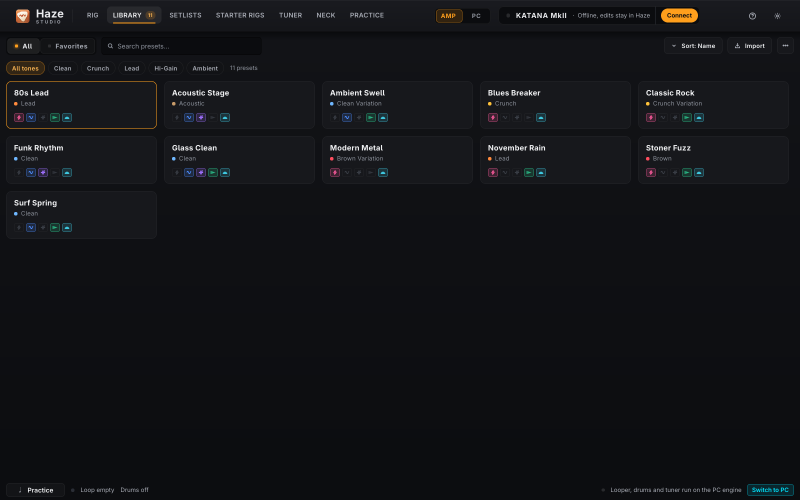 Haze
STUDIO
RIG
LIBRARY 11
SETLISTS
STARTER RIGS
TUNER
NECK
PRACTICE
AMP
PC
KATANA MkII · Offline, edits stay in Haze
Connect
All
Favorites
Search presets...
Sort: Name
Import
All tones
Clean
Crunch
Lead
Hi-Gain
Ambient
11 presets
80s Lead
Lead
Acoustic Stage
Acoustic
Ambient Swell
Clean Variation
Blues Breaker
Crunch
Classic Rock
Crunch Variation
Funk Rhythm
Clean
Glass Clean
Clean
Modern Metal
Brown Variation
November Rain
Lead
Stoner Fuzz
Brown
Surf Spring
Clean
Practice
Loop empty
Drums off
Looper, drums and tuner run on the PC engine
Switch to PC